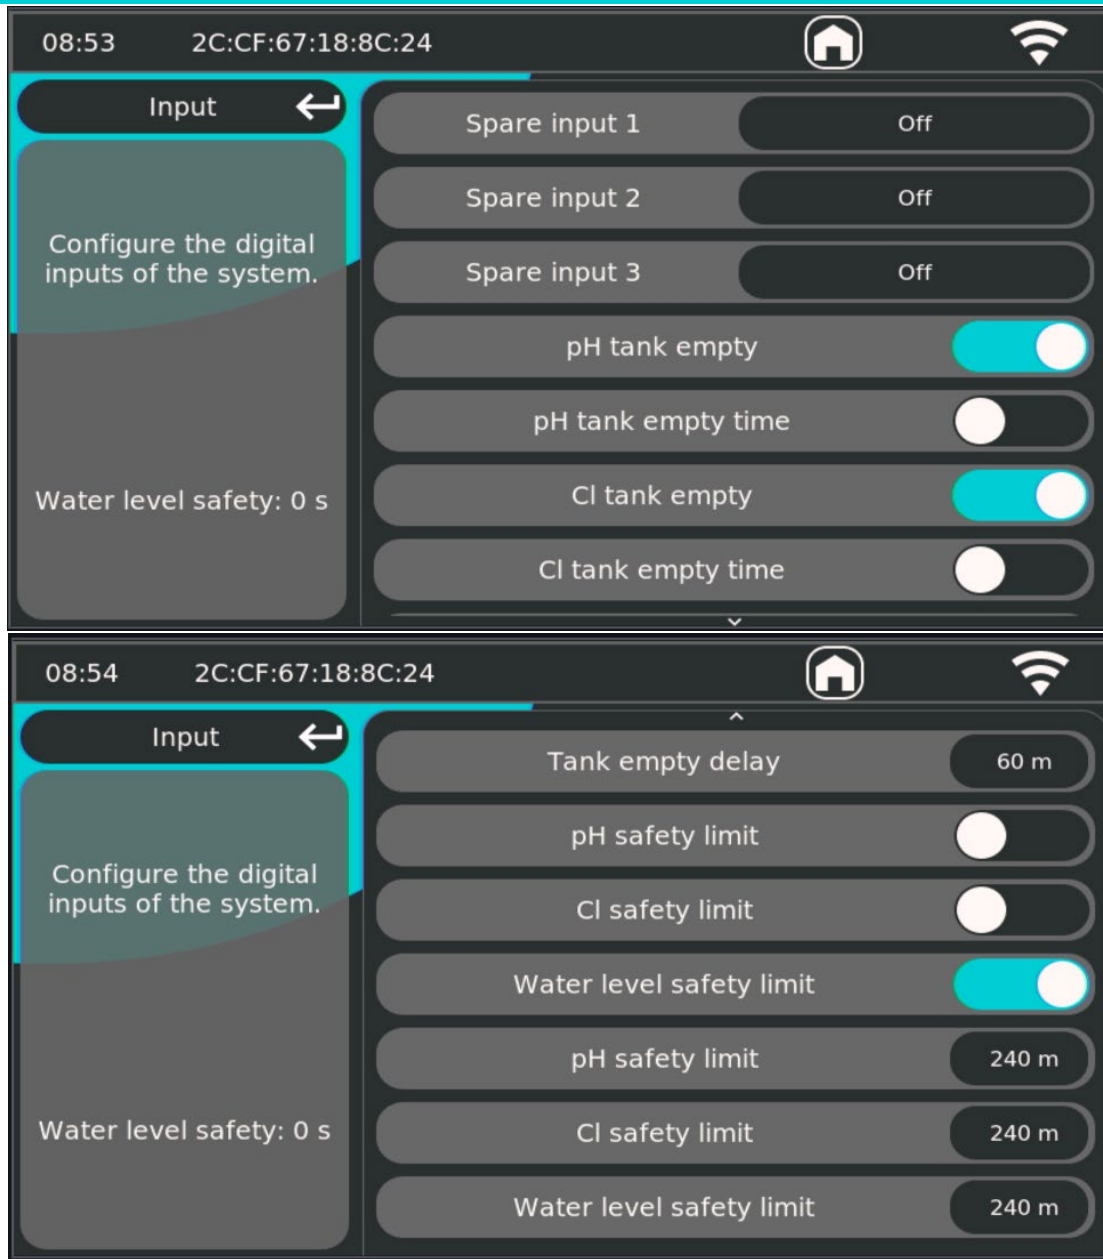 08:53 2C:CF:67:18:8C:24
Input
Configure the digital
inputs of the system.
Water level safety: 0 s
Spare input 1 Off
Spare input 2 Off
Spare input 3 Off
pH tank empty
pH tank empty time
Cl tank empty
Cl tank empty time
08:54 2C:CF:67:18:8C:24
Input
Configure the digital
inputs of the system.
Water level safety: 0 s
Tank empty delay 60 m
pH safety limit
Cl safety limit
Water level safety limit
pH safety limit 240 m
Cl safety limit 240 m
Water level safety limit 240 m